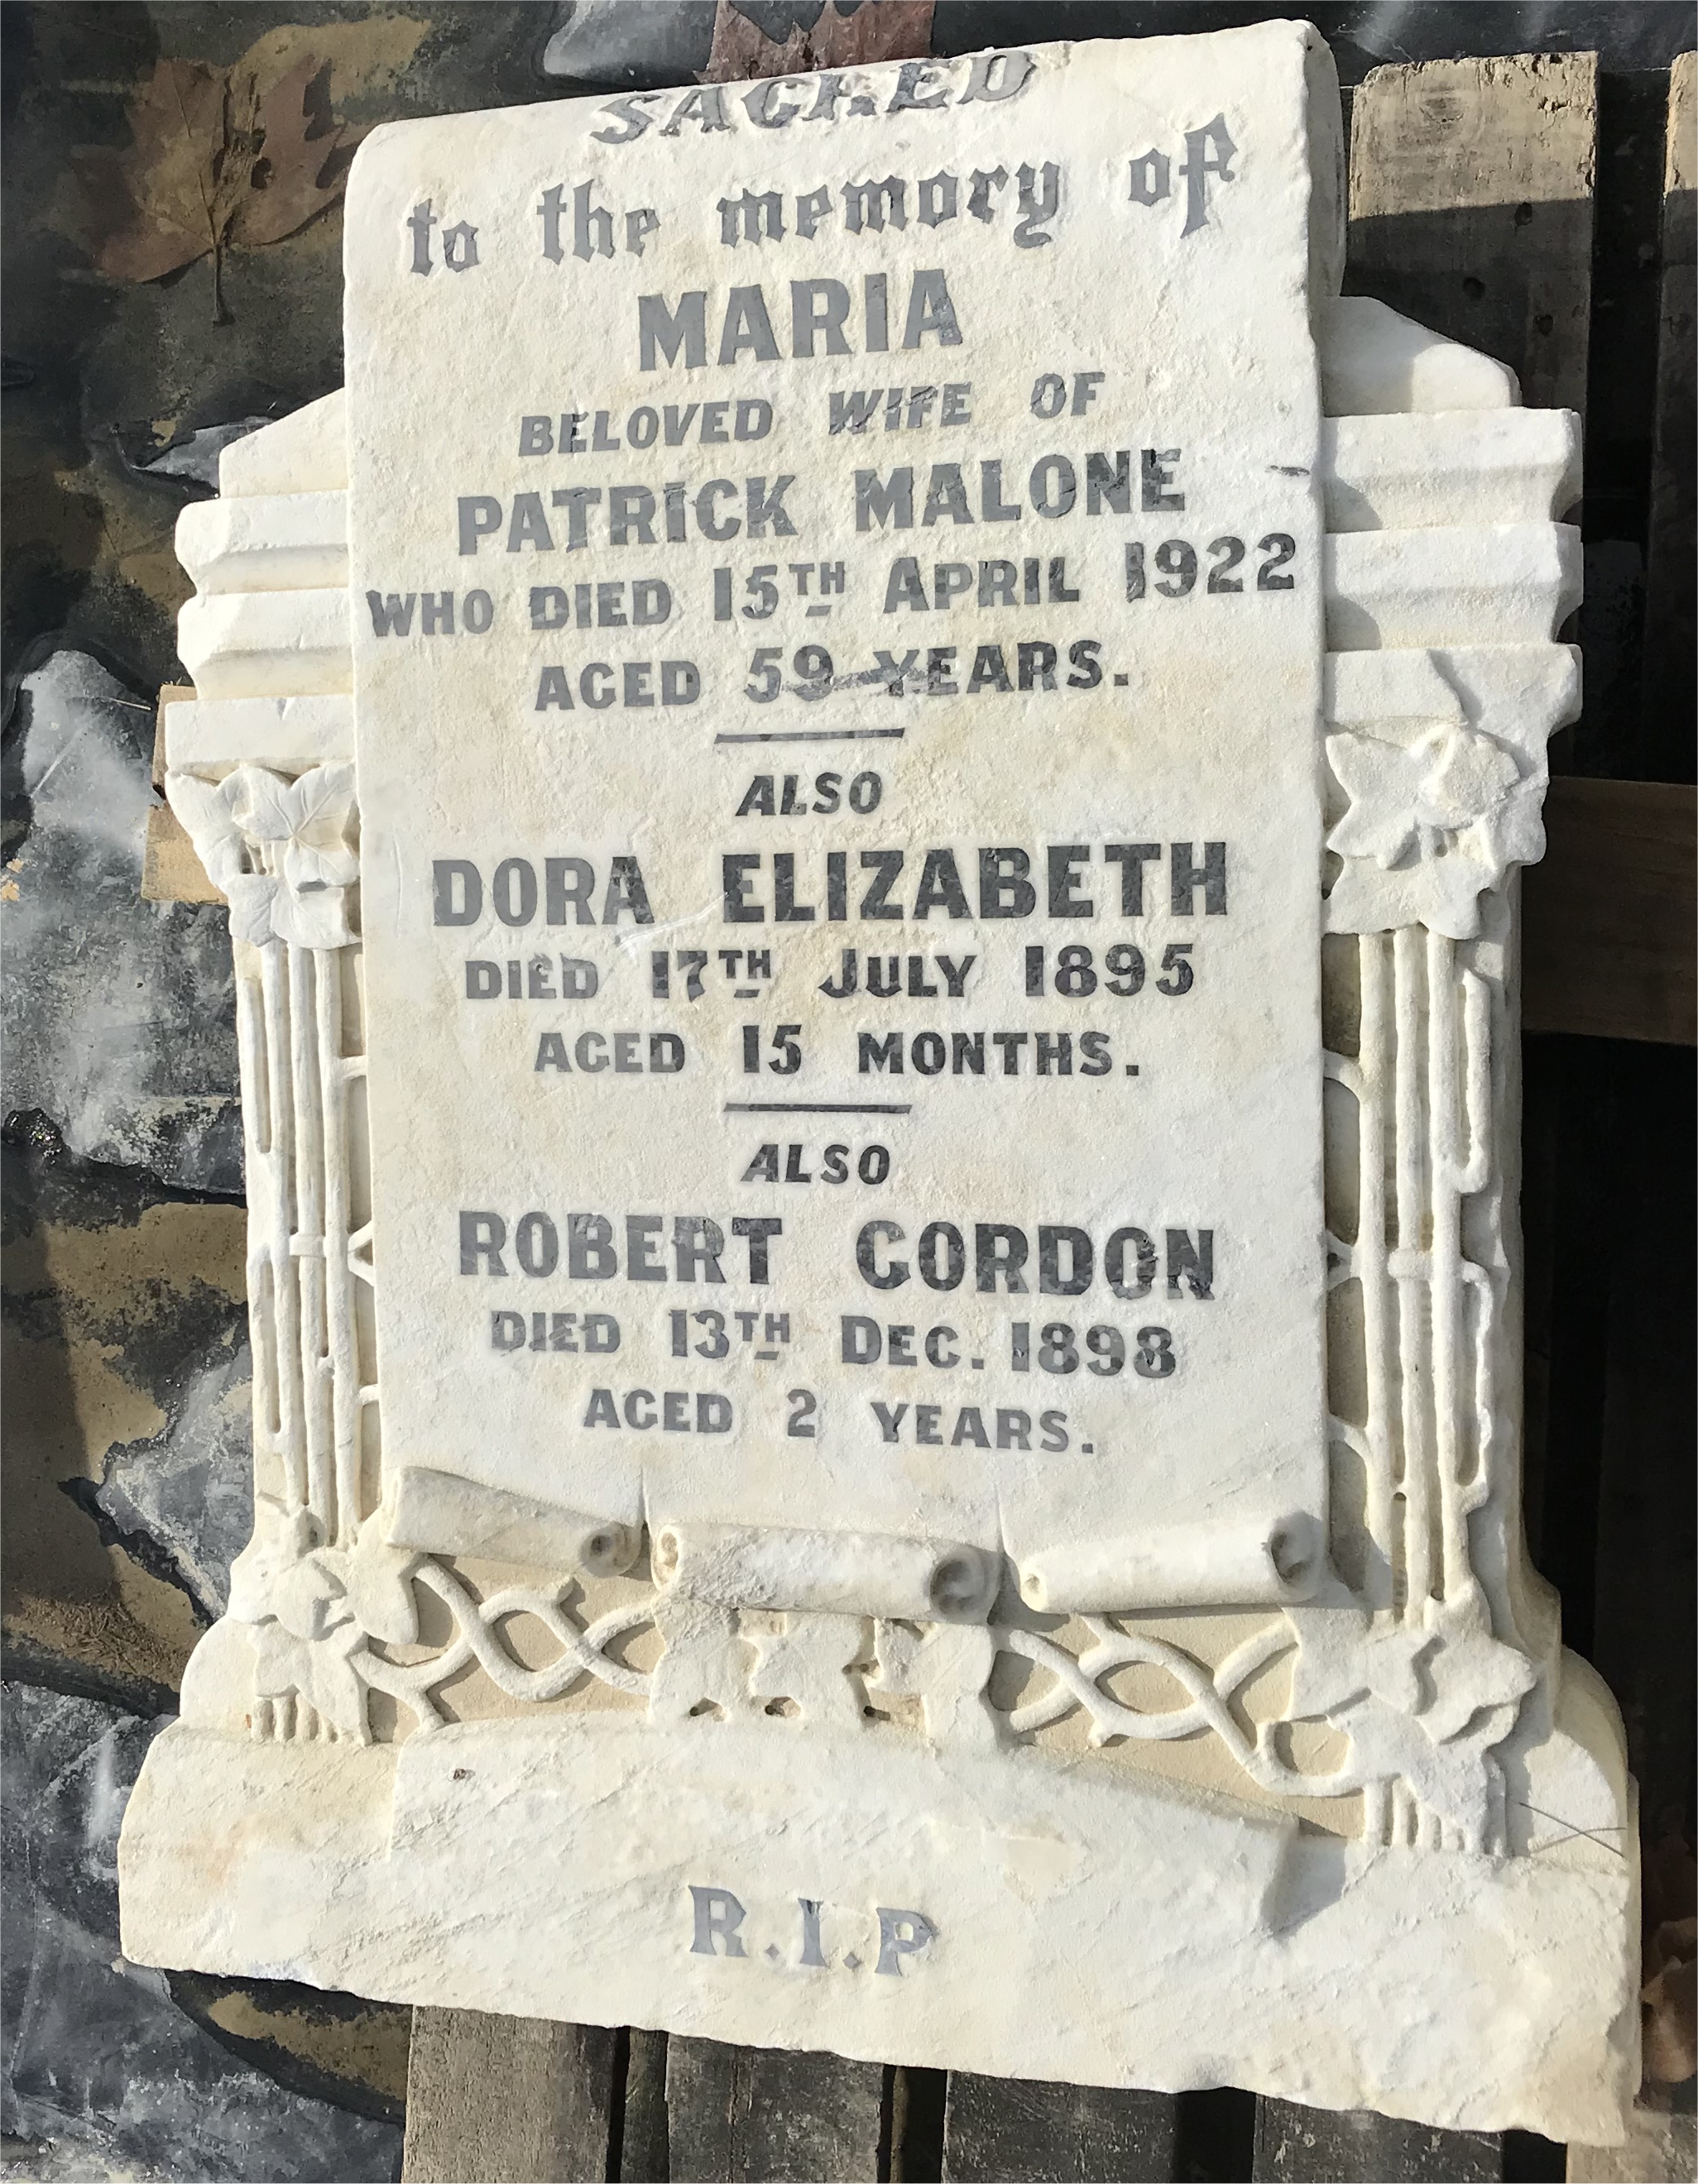 SACRED
to the memory of
MARIA
BELOVED WIFE OF
PATRICK MALONE
WHO DIED 15TH APRIL 1922
AGED 59 YEARS.
ALSO
DORA ELIZABETH
DIED 17TH JULY 1895
AGED 15 MONTHS.
ALSO
ROBERT GORDON
DIED 13TH DEC. 1898
AGED 2 YEARS.
R.I.P